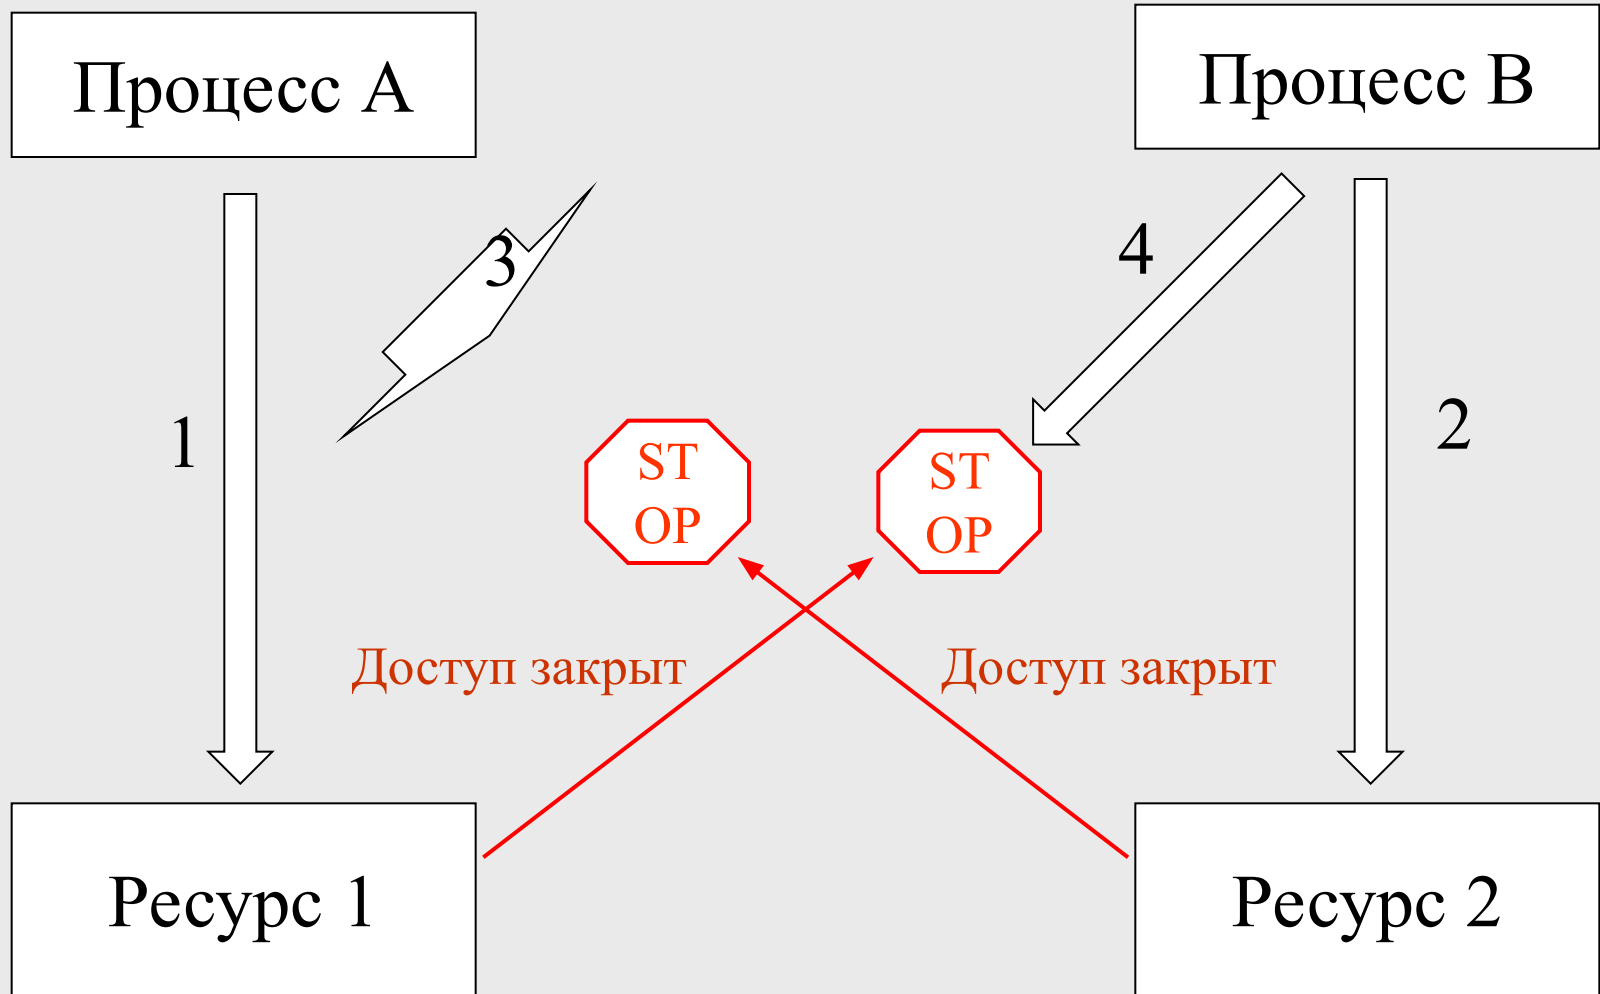 Процесс А
Процесс В
3
4
1
2
ST
OP
ST
OP
Доступ закрыт
Доступ закрыт
Ресурс 1
Ресурс 2